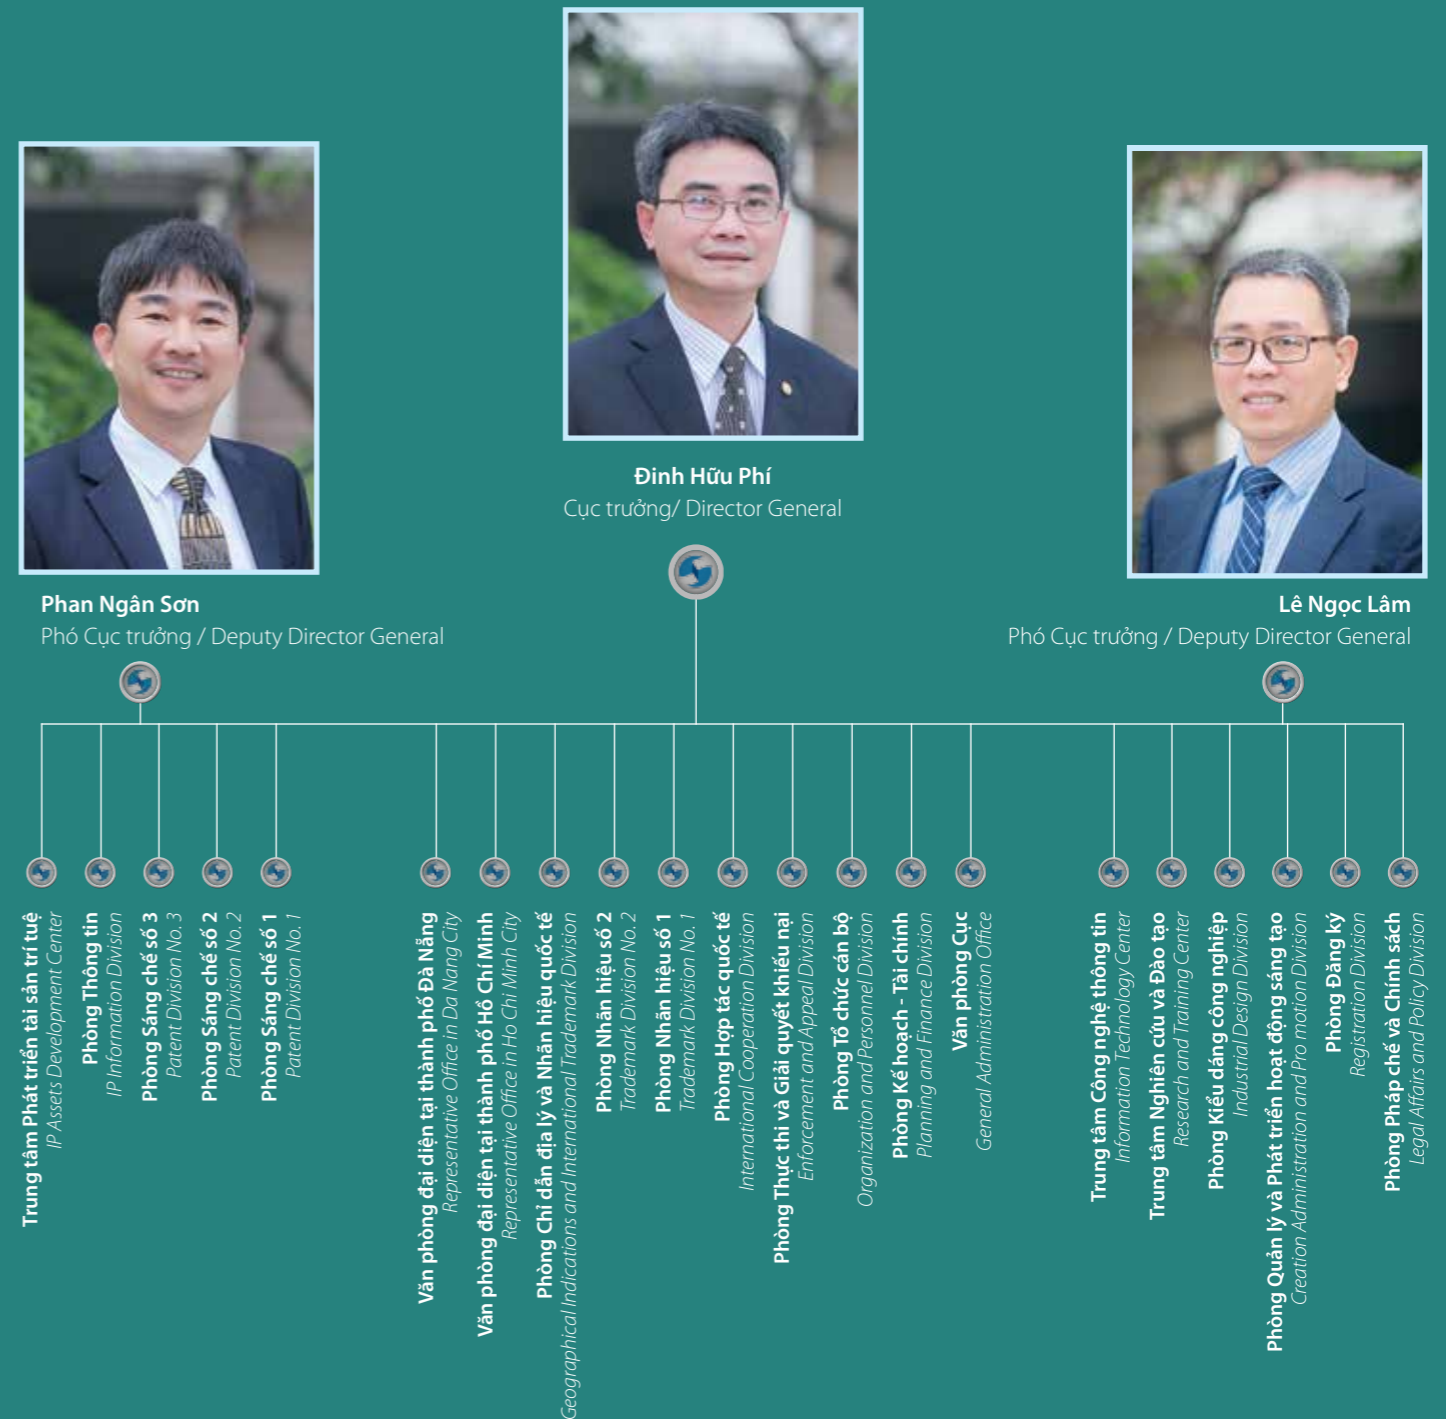 Đinh Hữu Phí
Cục trưởng/ Director General
Phan Ngân Sơn
Phó Cục trưởng / Deputy Director General
Lê Ngọc Lâm
Phó Cục trưởng / Deputy Director General
Trung tâm Phát triển tài sản trí tuệ
IP Assets Development Center
Phòng Thông tin
IP Information Division
Phòng Sáng chế số 3
Patent Division No. 3
Phòng Sáng chế số 2
Patent Division No. 2
Phòng Sáng chế số 1
Patent Division No. 1
Văn phòng đại diện tại thành phố Đà Nẵng
Representative Office in Da Nang City
Văn phòng đại diện tại thành phố Hồ Chí Minh
Representative Office in Ho Chi Minh City
Phòng Chỉ dẫn địa lý và Nhãn hiệu quốc tế
Geographical Indications and International Trademark Division
Phòng Nhãn hiệu số 2
Trademark Division No. 2
Phòng Nhãn hiệu số 1
Trademark Division No. 1
Phòng Hợp tác quốc tế
International Cooperation Division
Phòng Thực thi và Giải quyết khiếu nại
Enforcement and Appeal Division
Phòng Tổ chức cán bộ
Organization and Personnel Division
Phòng Kế hoạch - Tài chính
Planning and Finance Division
Văn phòng Cục
General Administration Office
Trung tâm Công nghệ thông tin
Information Technology Center
Trung tâm Nghiên cứu và Đào tạo
Research and Training Center
Phòng Kiểu dáng công nghiệp
Industrial Design Division
Phòng Quản lý và Phát triển hoạt động sáng tạo
Creation Administration and Pro motion Division
Phòng Đăng ký
Registration Division
Phòng Pháp chế và Chính sách
Legal Affairs and Policy Division